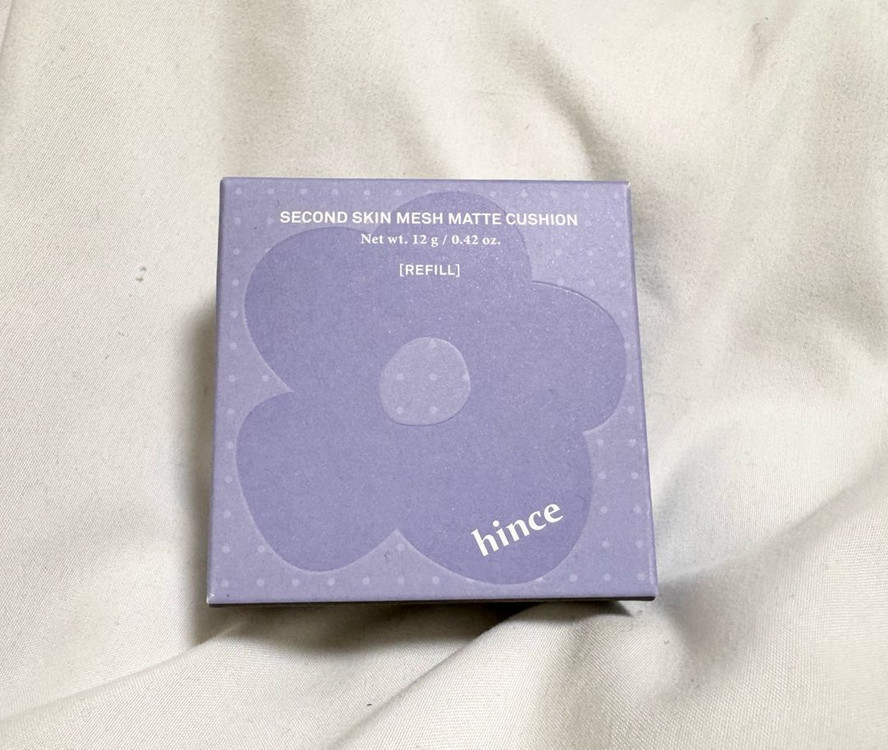 SECOND SKIN MESH MATTE CUSHION
Net wt. 12 g / 0.42 oz.
[REFILL]
hince